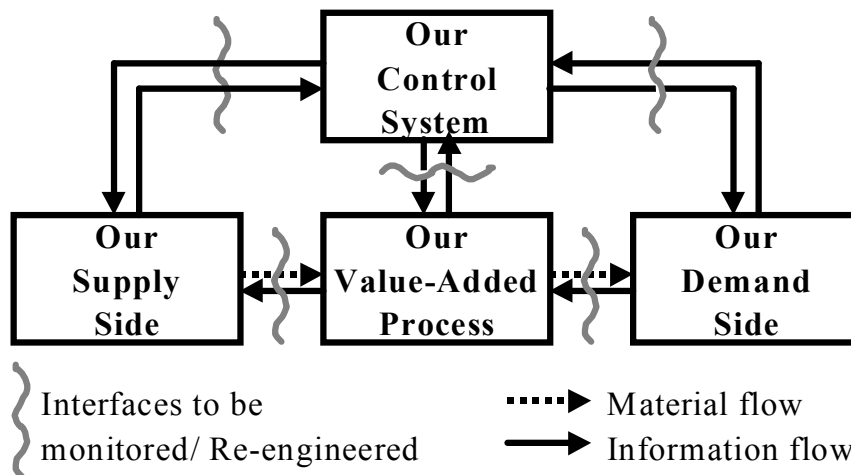 Our
Control
System
Our
Supply
Side
Our
Value-Added
Process
Our
Demand
Side
Interfaces to be
monitored/ Re-engineered
Material flow
Information flow